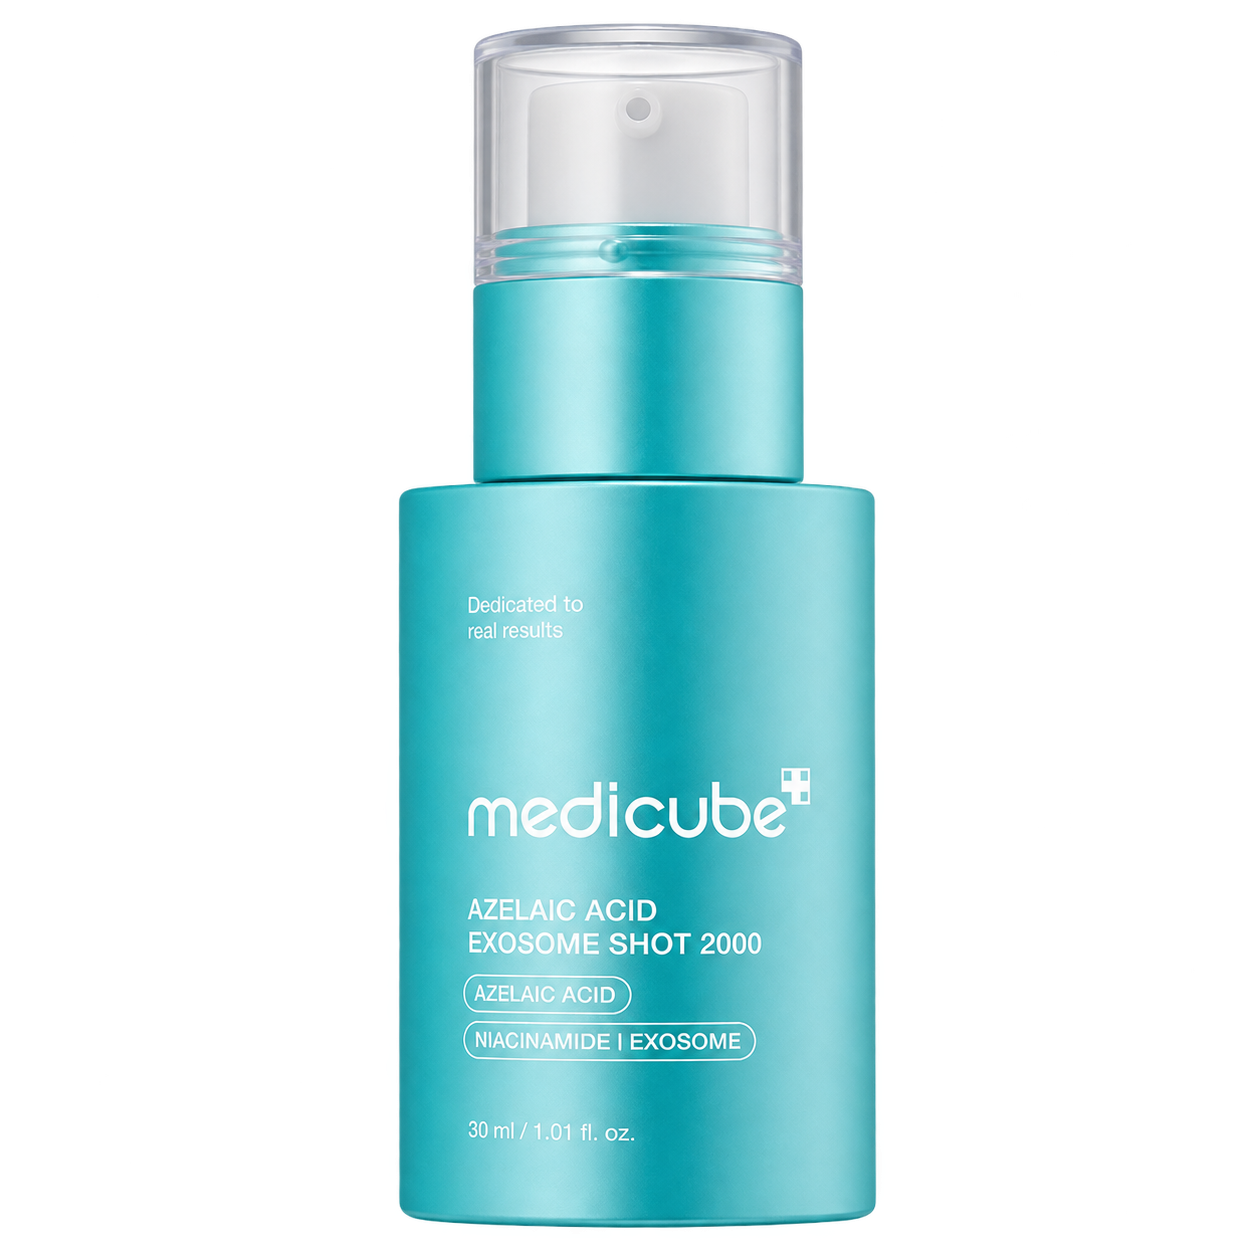 Dedicated to
real results
medicube
AZELAIC ACID
EXOSOME SHOT 2000
AZELAIC ACID
NIACINAMIDE | EXOSOME
30 ml / 1.01 fl. oz.